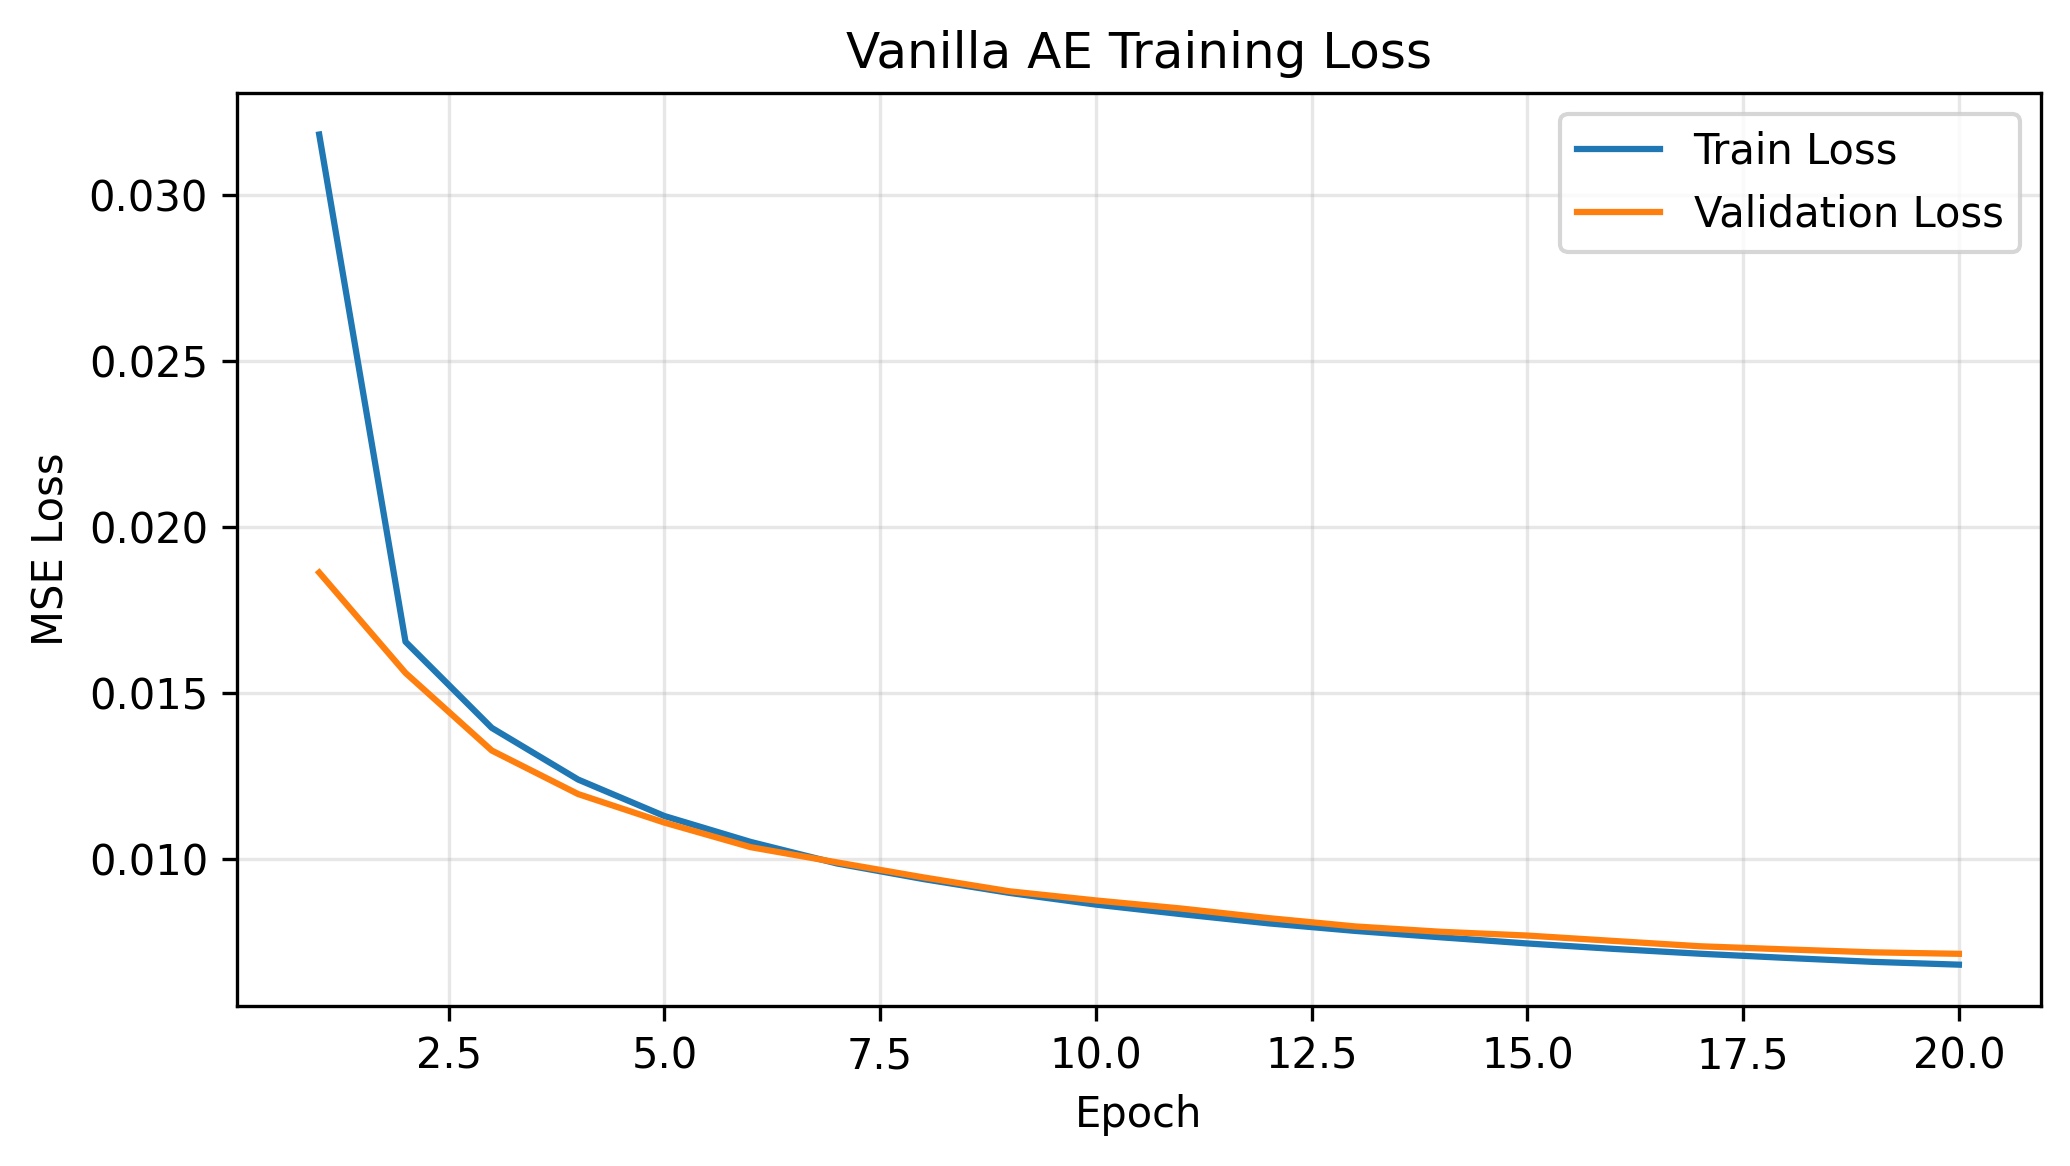 Vanilla AE Training Loss
Train Loss
Validation Loss
0.030
0.025
0.020
0.015
0.010
MSE Loss
2.5 5.0 7.5 10.0 12.5 15.0 17.5 20.0
Epoch